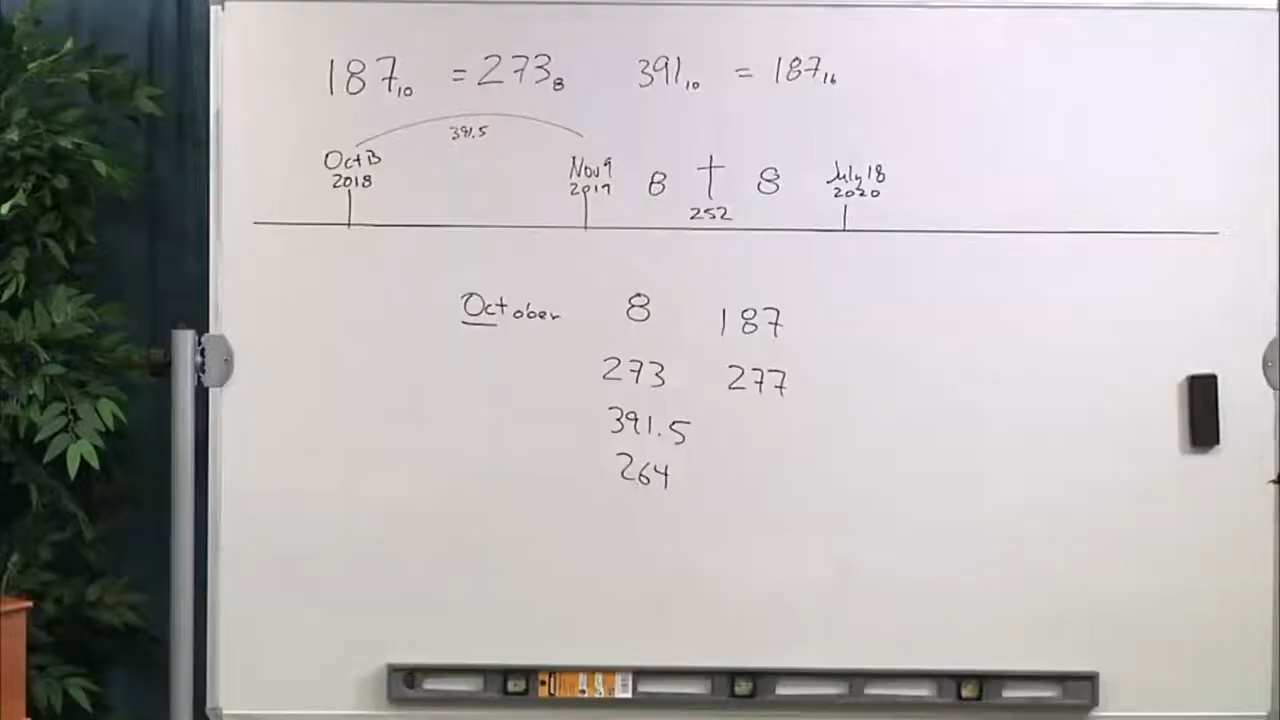 187₁₀ = 273₈ 391₁₀ = 187₁₆
391.5
Oct 13 2018
Nov 9 2019
8 † 8
252
July 18 2020
October 8 187
273 277
391.5
264